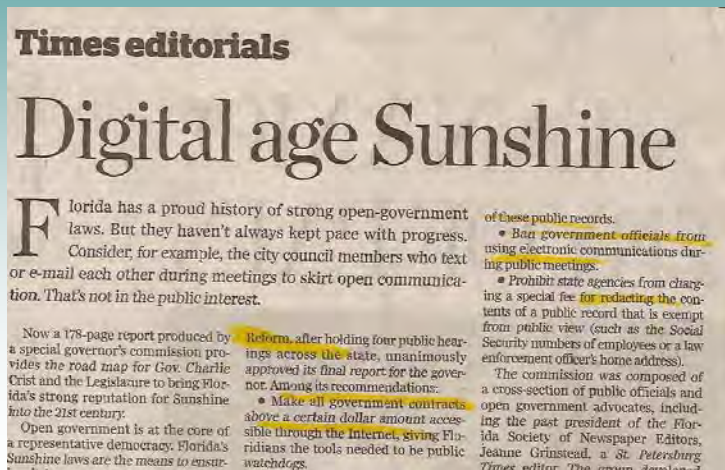 Times editorials
Digital age Sunshine
Florida has a proud history of strong open-government
laws. But they haven't always kept pace with progress.
Consider, for example, the city council members who text
or e-mail each other during meetings to skirt open communica-
tion. That's not in the public interest.
Now a 178-page report produced by
a special governor's commission pro-
vides the road map for Gov. Charlie
Crist and the Legislature to bring Flor-
ida's strong reputation for Sunshine
into the 21st century.
Open government is at the core of
a representative democracy. Florida's
Sunshine laws are the means to ensur-
Reform, after holding four public hear-
ings across the state, unanimously
approved its final report for the gover-
nor. Among its recommendations:
• Make all government contracts
above a certain dollar amount acces-
sible through the Internet, giving Flo-
ridians the tools needed to be public
watchdogs.
of these public records.
• Ban government officials from
using electronic communications dur-
ing public meetings.
• Prohibit state agencies from charg-
ing a special fee for redacting the con-
tents of a public record that is exempt
from public view (such as the Social
Security numbers of employees or a law
enforcement officer's home address).
The commission was composed of
a cross-section of public officials and
open government advocates, includ-
ing the past president of the Flor-
ida Society of Newspaper Editors,
Jeanne Grinstead, a St. Petersburg
Times editor. The group developed